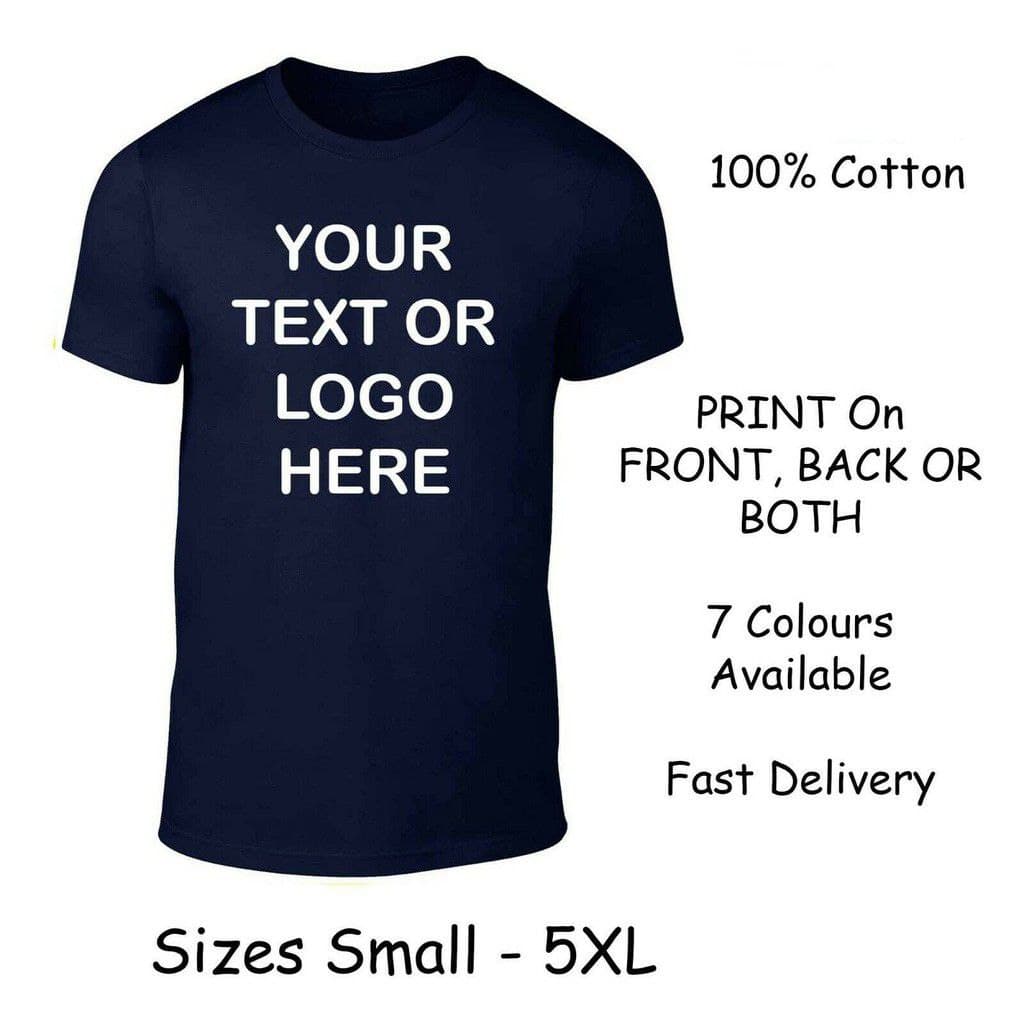 YOUR
TEXT OR
LOGO
HERE
100% Cotton
PRINT On
FRONT, BACK OR
BOTH
7 Colours
Available
Fast Delivery
Sizes Small - 5XL